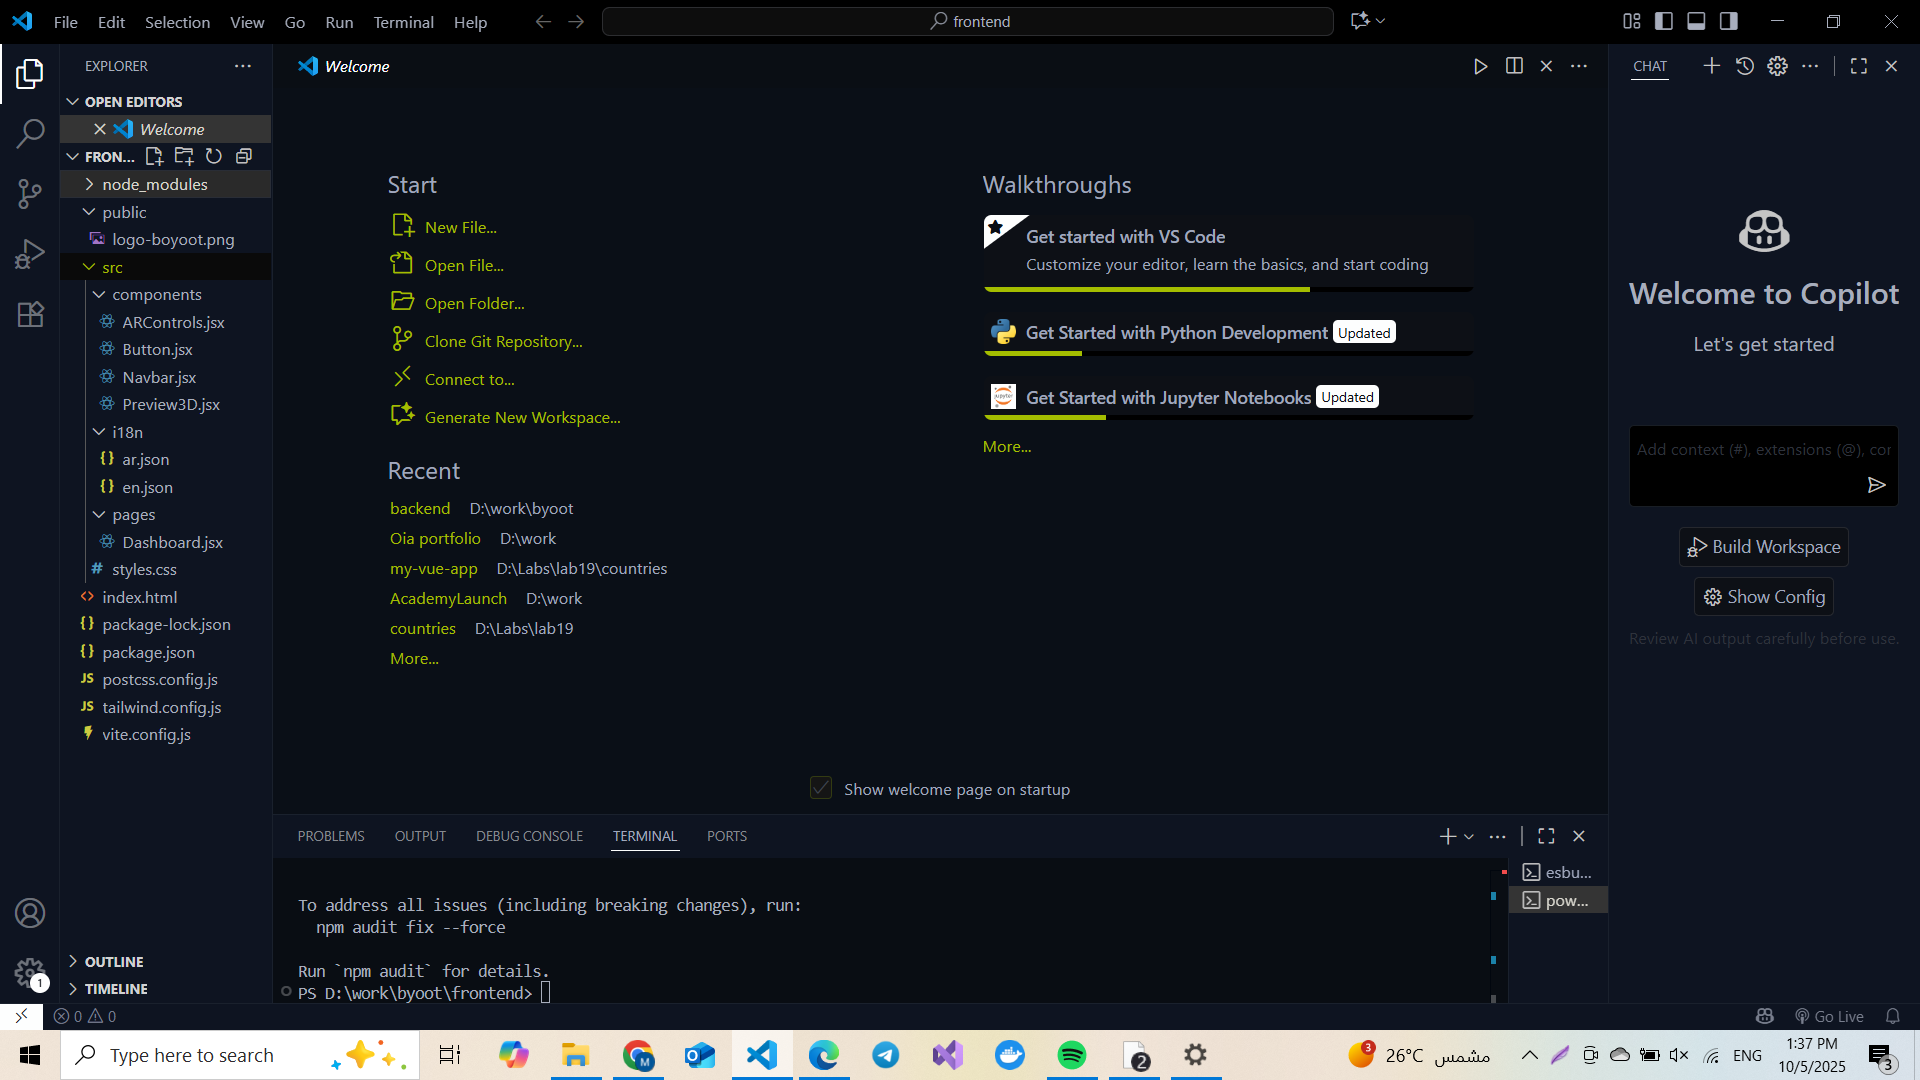 File Edit Selection View Go Run Terminal Help
frontend
EXPLORER
OPEN EDITORS
Welcome
FRON...
node_modules
public
logo-boyoot.png
src
components
ARControls.jsx
Button.jsx
Navbar.jsx
Preview3D.jsx
i18n
ar.json
en.json
pages
Dashboard.jsx
styles.css
index.html
package-lock.json
package.json
postcss.config.js
tailwind.config.js
vite.config.js
OUTLINE
TIMELINE
Welcome
Start
New File...
Open File...
Open Folder...
Clone Git Repository...
Connect to...
Generate New Workspace...
Recent
backend D:\work\byoot
Oia portfolio D:\work
my-vue-app D:\Labs\lab19\countries
AcademyLaunch D:\work
countries D:\Labs\lab19
More...
Walkthroughs
Get started with VS Code
Customize your editor, learn the basics, and start coding
Get Started with Python Development Updated
Get Started with Jupyter Notebooks Updated
More...
Show welcome page on startup
PROBLEMS OUTPUT DEBUG CONSOLE TERMINAL PORTS
To address all issues (including breaking changes), run:
npm audit fix --force
Run `npm audit` for details.
PS D:\work\byoot\frontend>
esbu...
pow...
CHAT
Welcome to Copilot
Let's get started
Add context (#), extensions (@), cor
Build Workspace
Show Config
Review AI output carefully before use.
1
0 0
Go Live
Type here to search
M
2
3
26°C مشمس
ENG
1:37 PM
10/5/2025
3